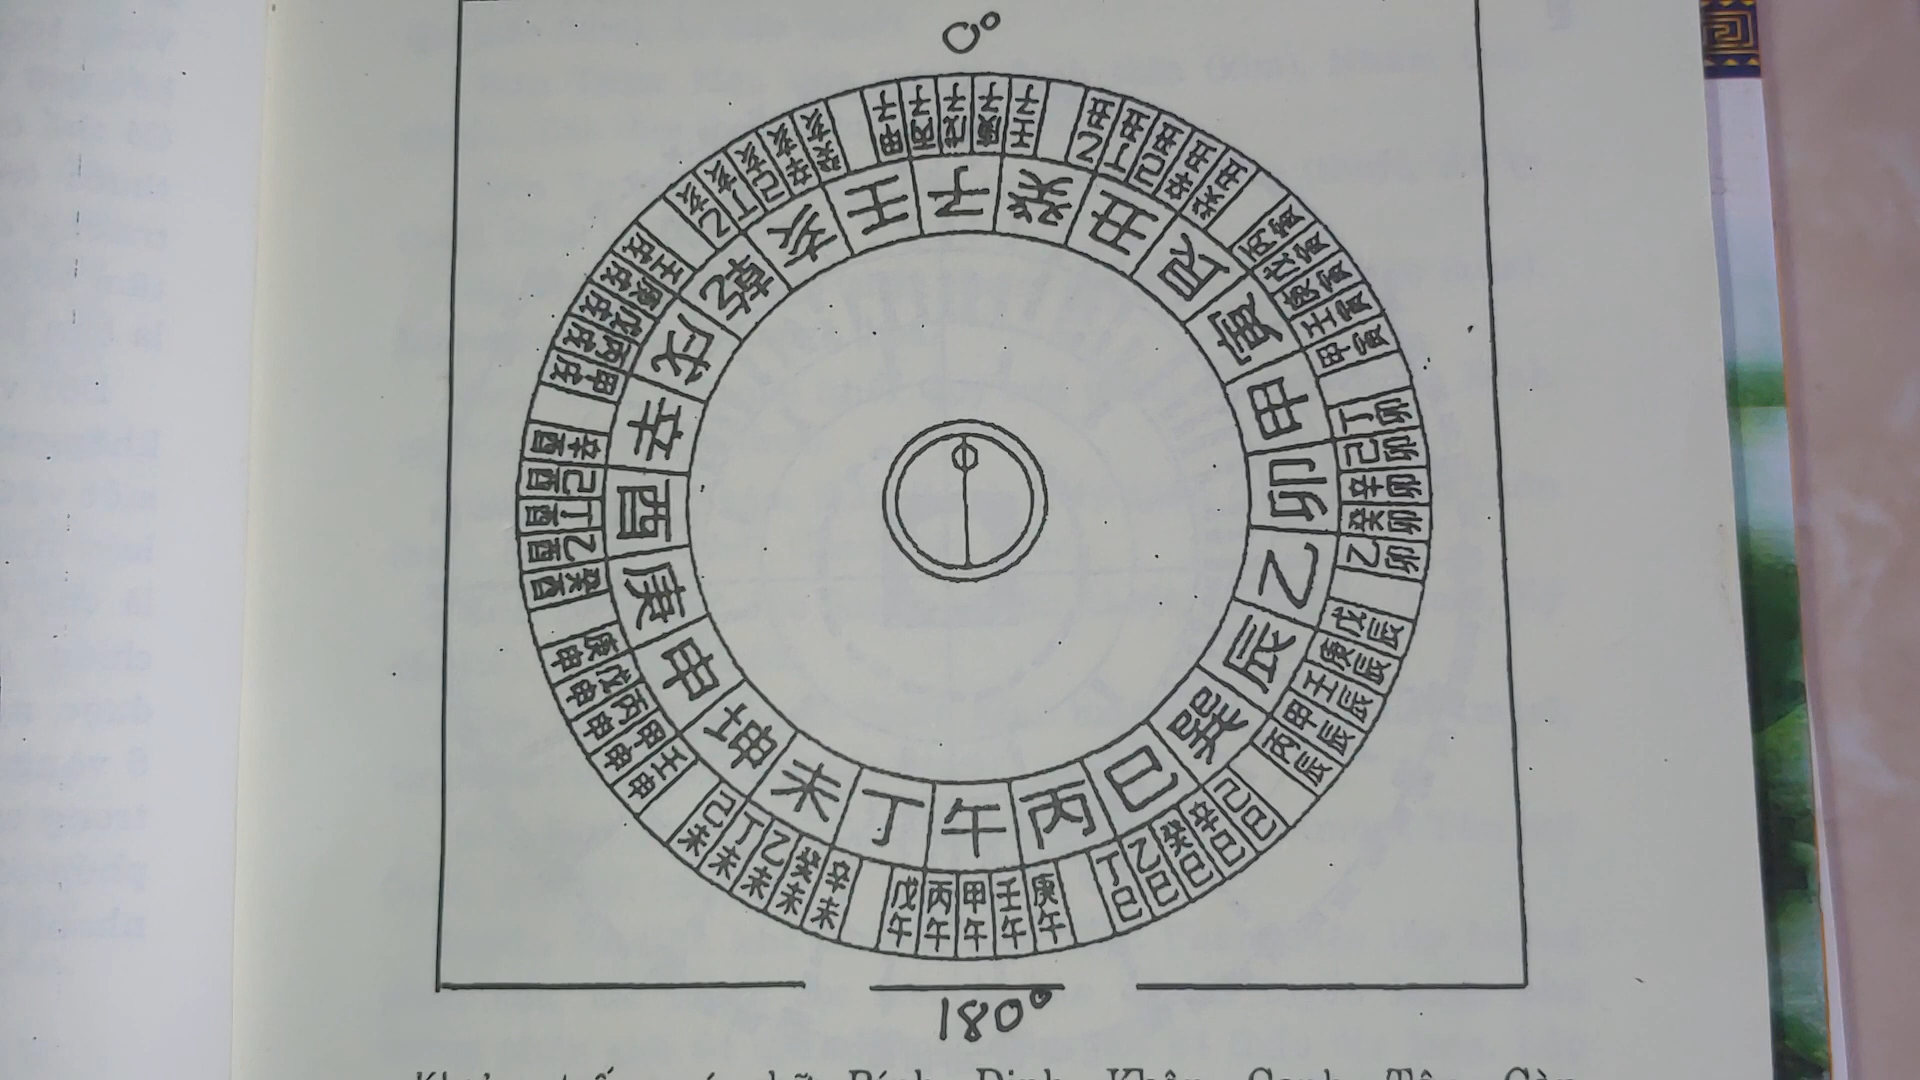 0°
甲子
丙子
戊子
庚子
壬子
乙丑
丁丑
己丑
辛丑
癸丑
丙寅
戊寅
庚寅
壬寅
甲寅
丁卯
己卯
辛卯
癸卯
乙卯
戊辰
庚辰
壬辰
甲辰
丙辰
己巳
辛巳
癸巳
乙巳
丁巳
庚午
壬午
甲午
丙午
戊午
辛未
癸未
乙未
丁未
己未
壬申
甲申
丙申
戊申
庚申
癸酉
乙酉
丁酉
己酉
辛酉
甲戌
丙戌
戊戌
庚戌
壬戌
乙亥
丁亥
己亥
辛亥
癸亥
子
癸
丑
艮
寅
甲
卯
乙
辰
巽
巳
丙
午
丁
未
坤
申
庚
酉
辛
戌
乾
亥
壬
180°